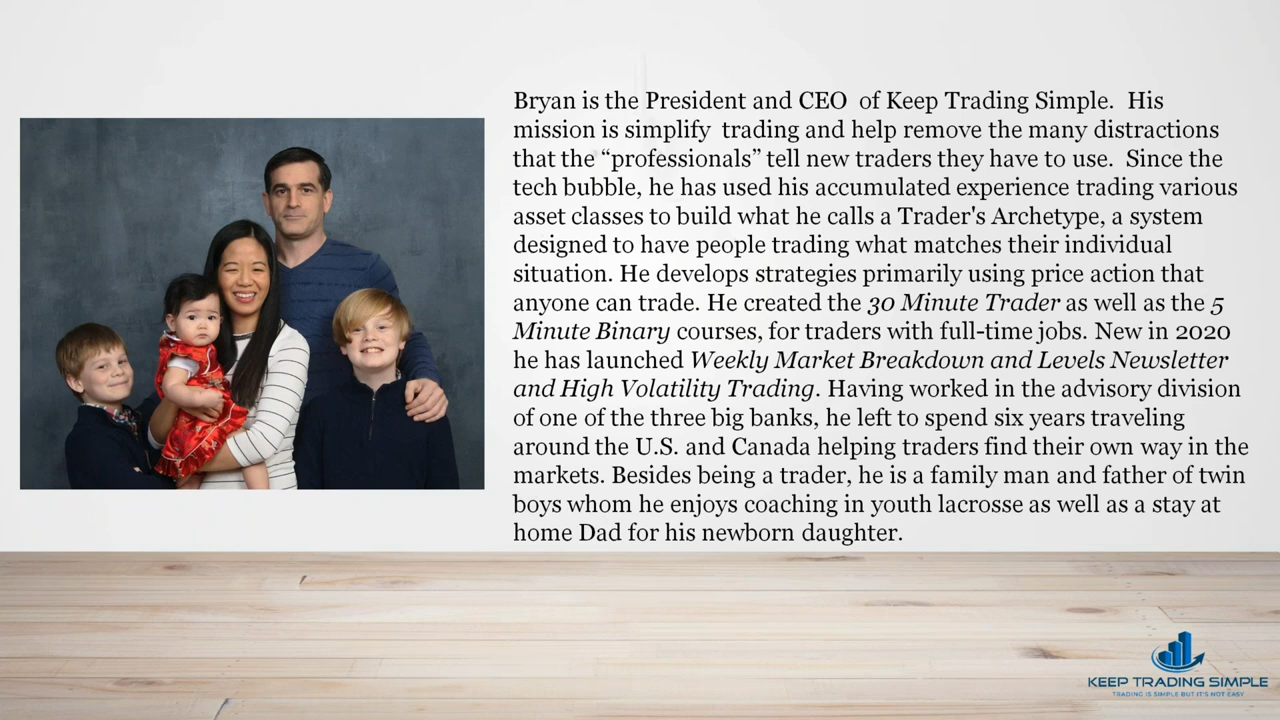 Bryan is the President and CEO  of Keep Trading Simple.  His
mission is simplify  trading and help remove the many distractions
that the “professionals” tell new traders they have to use.  Since the
tech bubble, he has used his accumulated experience trading various
asset classes to build what he calls a Trader's Archetype, a system
designed to have people trading what matches their individual
situation. He develops strategies primarily using price action that
anyone can trade. He created the 30 Minute Trader as well as the 5
Minute Binary courses, for traders with full-time jobs. New in 2020
he has launched Weekly Market Breakdown and Levels Newsletter
and High Volatility Trading. Having worked in the advisory division
of one of the three big banks, he left to spend six years traveling
around the U.S. and Canada helping traders find their own way in the
markets. Besides being a trader, he is a family man and father of twin
boys whom he enjoys coaching in youth lacrosse as well as a stay at
home Dad for his newborn daughter.
KEEP TRADING SIMPLE
TRADING IS SIMPLE BUT IT'S NOT EASY